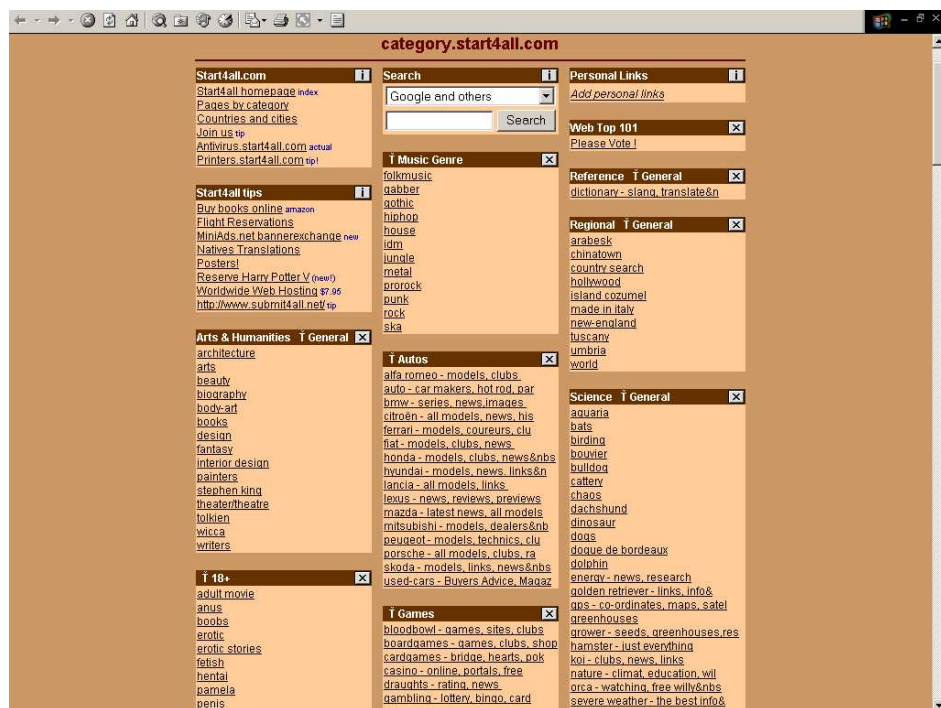 category.start4all.com
Start4all.com i
Start4all homepage index
Pages by category
Countries and cities
Join us tip
Antivirus.start4all.com actual
Printers.start4all.com tip!
Start4all tips i
Buy books online amazon
Flight Reservations
MiniAds.net bannerexchange new
Natives Translations
Posters!
Reserve Harry Potter V (new!)
Worldwide Web Hosting $7.95
http://www.submit4all.net/ tip
Arts & Humanities Ť General
architecture
arts
beauty
biography
body-art
books
design
fantasy
interior design
painters
stephen king
theater/theatre
tolkien
wicca
writers
Ť 18+
adult movie
anus
boobs
erotic
erotic stories
fetish
hentai
pamela
penis
Search i
Google and others
Search
Ť Music Genre
folkmusic
gabber
gothic
hiphop
house
idm
jungle
metal
prorock
punk
rock
ska
Ť Autos
alfa romeo - models, clubs
auto - car makers, hot rod, par
bmw - series, news,images
citroën - all models, news, his
ferrari - models, coureurs, clu
fiat - models, clubs, news
honda - models, clubs, news&nbs
hyundai - models, news. links&n
lancia - all models, links
lexus - news, reviews, previews
mazda - latest news, all models
mitsubishi - models, dealers&nb
peugeot - models, technics, clu
porsche - all models, clubs, ra
skoda - models, links, news&nbs
used-cars - Buyers Advice, Magaz
Ť Games
bloodbowl - games, sites, clubs
boardgames - games, clubs, shop
cardgames - bridge, hearts, pok
casino - online, portals, free
draughts - rating, news
gambling - lottery, bingo, card
Personal Links i
Add personal links
Web Top 101
Please Vote !
Reference Ť General
dictionary - slang, translate&n
Regional Ť General
arabesk
chinatown
country search
hollywood
island cozumel
made in italy
new-england
tuscany
umbria
world
Science Ť General
aquaria
bats
birding
bouvier
bulldog
cattery
chaos
dachshund
dinosaur
dogs
dogue de bordeaux
dolphin
energy - news, research
golden retriever - links, info&
gps - co-ordinates, maps, satel
greenhouses
grower - seeds, greenhouses,res
hamster - just everything
koi - clubs, news, links
nature - climat, education, wil
orca - watching, free willy&nbs
severe weather - the best info&